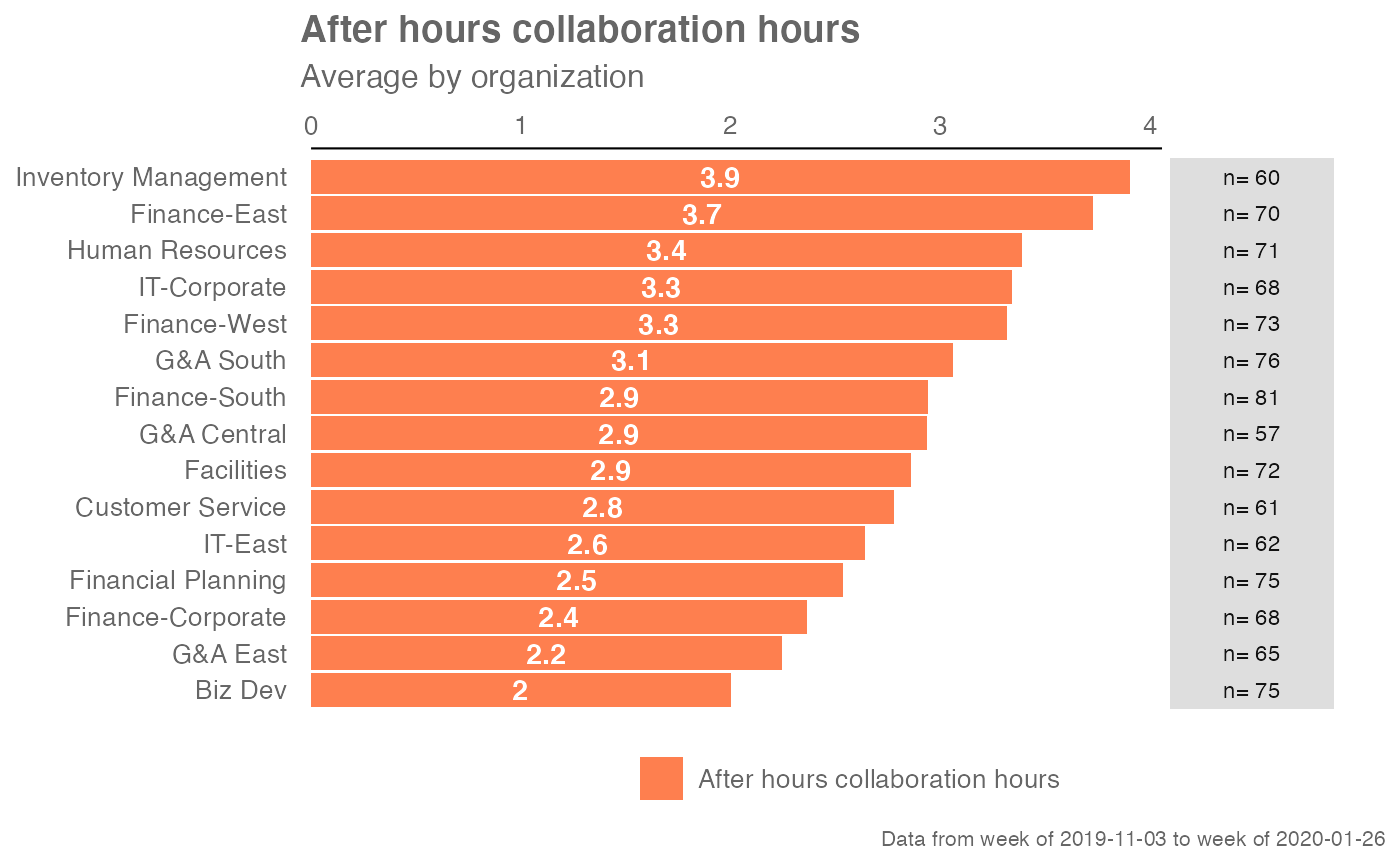 After hours collaboration hours
Average by organization
0 1 2 3 4
Inventory Management 3.9 n= 60
Finance-East 3.7 n= 70
Human Resources 3.4 n= 71
IT-Corporate 3.3 n= 68
Finance-West 3.3 n= 73
G&A South 3.1 n= 76
Finance-South 2.9 n= 81
G&A Central 2.9 n= 57
Facilities 2.9 n= 72
Customer Service 2.8 n= 61
IT-East 2.6 n= 62
Financial Planning 2.5 n= 75
Finance-Corporate 2.4 n= 68
G&A East 2.2 n= 65
Biz Dev 2 n= 75
After hours collaboration hours
Data from week of 2019-11-03 to week of 2020-01-26